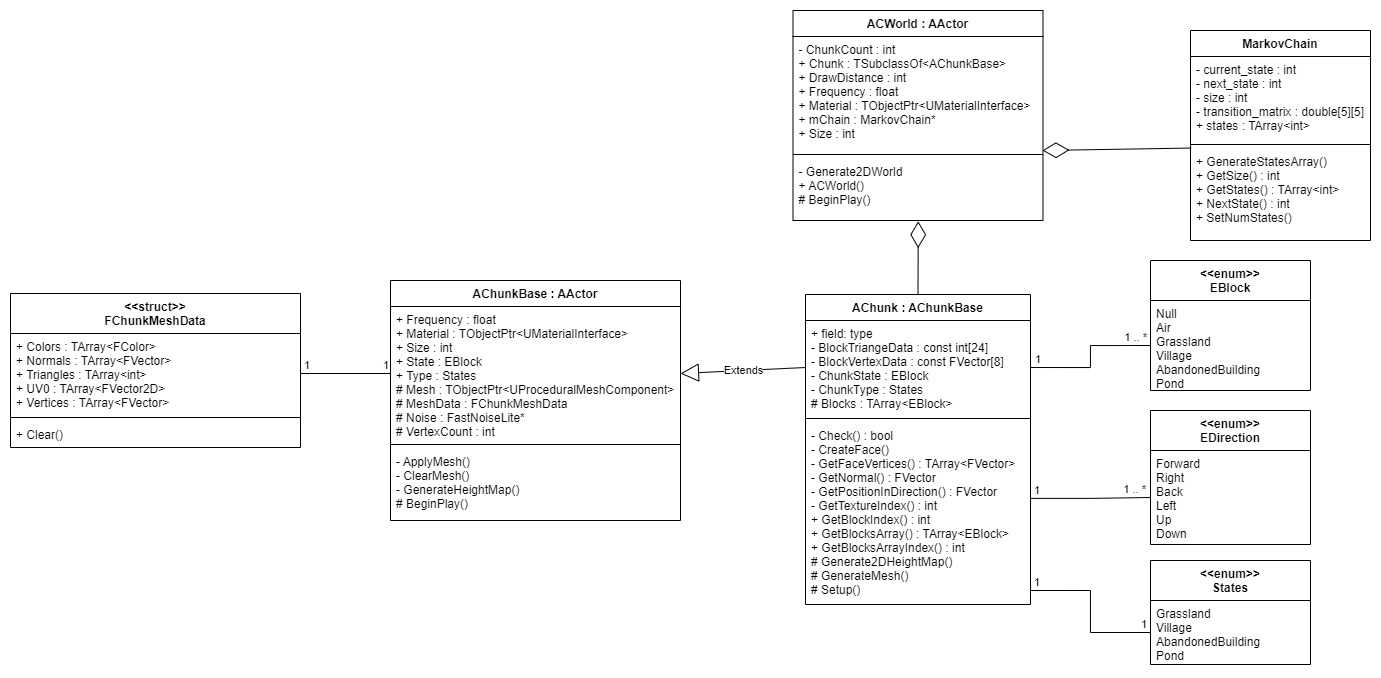 ACWorld : AActor
- ChunkCount : int
+ Chunk : TSubclassOf<AChunkBase>
+ DrawDistance : int
+ Frequency : float
+ Material : TObjectPtr<UMaterialInterface>
+ mChain : MarkovChain*
+ Size : int
- Generate2DWorld
+ ACWorld()
# BeginPlay()
MarkovChain
- current_state : int
- next_state : int
- size : int
- transition_matrix : double[5][5]
+ states : TArray<int>
+ GenerateStatesArray()
+ GetSize() : int
+ GetStates() : TArray<int>
+ NextState() : int
+ SetNumStates()
<<struct>>
FChunkMeshData
+ Colors : TArray<FColor>
+ Normals : TArray<FVector>
+ Triangles : TArray<int>
+ UV0 : TArray<FVector2D>
+ Vertices : TArray<FVector>
+ Clear()
1
1
AChunkBase : AActor
+ Frequency : float
+ Material : TObjectPtr<UMaterialInterface>
+ Size : int
+ State : EBlock
+ Type : States
# Mesh : TObjectPtr<UProceduralMeshComponent>
# MeshData : FChunkMeshData
# Noise : FastNoiseLite*
# VertexCount : int
- ApplyMesh()
- ClearMesh()
- GenerateHeightMap()
# BeginPlay()
Extends
AChunk : AChunkBase
+ field: type
- BlockTriangeData : const int[24]
- BlockVertexData : const FVector[8]
- ChunkState : EBlock
- ChunkType : States
# Blocks : TArray<EBlock>
- Check() : bool
- CreateFace()
- GetFaceVertices() : TArray<FVector>
- GetNormal() : FVector
- GetPositionInDirection() : FVector
- GetTextureIndex() : int
+ GetBlockIndex() : int
+ GetBlocksArray() : TArray<EBlock>
+ GetBlocksArrayIndex() : int
# Generate2DHeightMap()
# GenerateMesh()
# Setup()
1
1 .. *
<<enum>>
EBlock
Null
Air
Grassland
Village
AbandonedBuilding
Pond
1
1 .. *
<<enum>>
EDirection
Forward
Right
Back
Left
Up
Down
1
1
<<enum>>
States
Grassland
Village
AbandonedBuilding
Pond